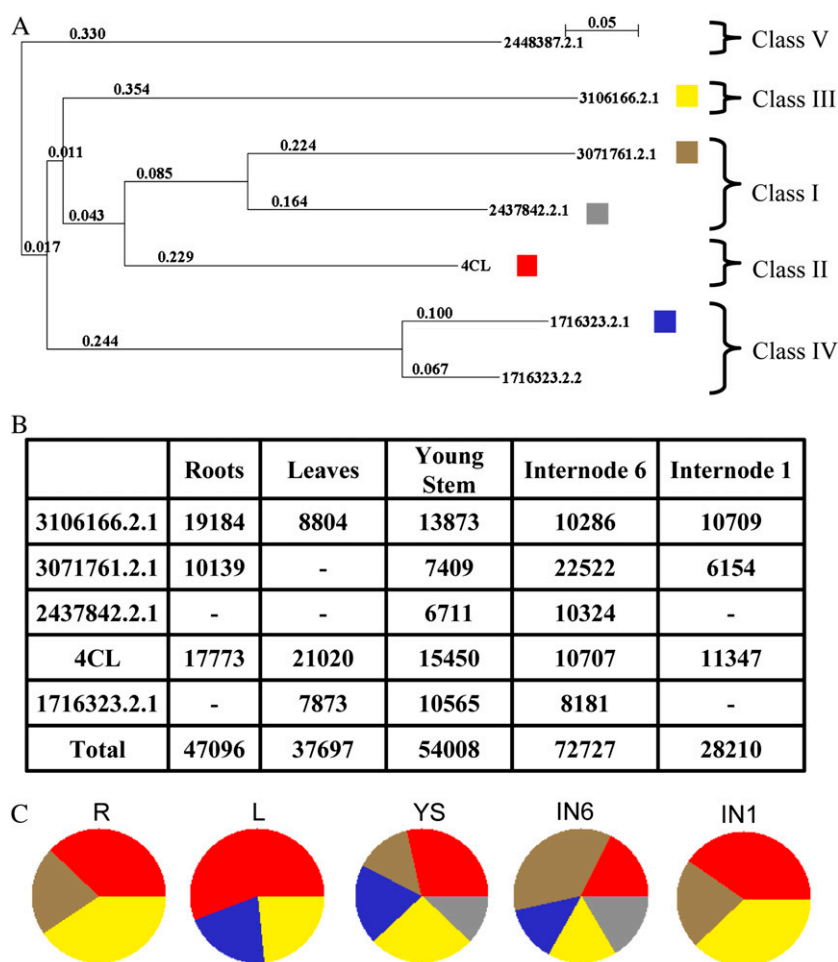 A
0.05
0.330
2448387.2.1
Class V
0.354
3106166.2.1
Class III
0.011
0.224
3071761.2.1
0.085
Class I
0.164
2437842.2.1
0.043
0.017
0.229
4CL
Class II
0.100
1716323.2.1
0.244
Class IV
0.067
1716323.2.2
B
Roots Leaves Young Stem Internode 6 Internode 1
3106166.2.1 19184 8804 13873 10286 10709
3071761.2.1 10139 - 7409 22522 6154
2437842.2.1 - - 6711 10324 -
4CL 17773 21020 15450 10707 11347
1716323.2.1 - 7873 10565 8181 -
Total 47096 37697 54008 72727 28210
C
R L YS IN6 IN1